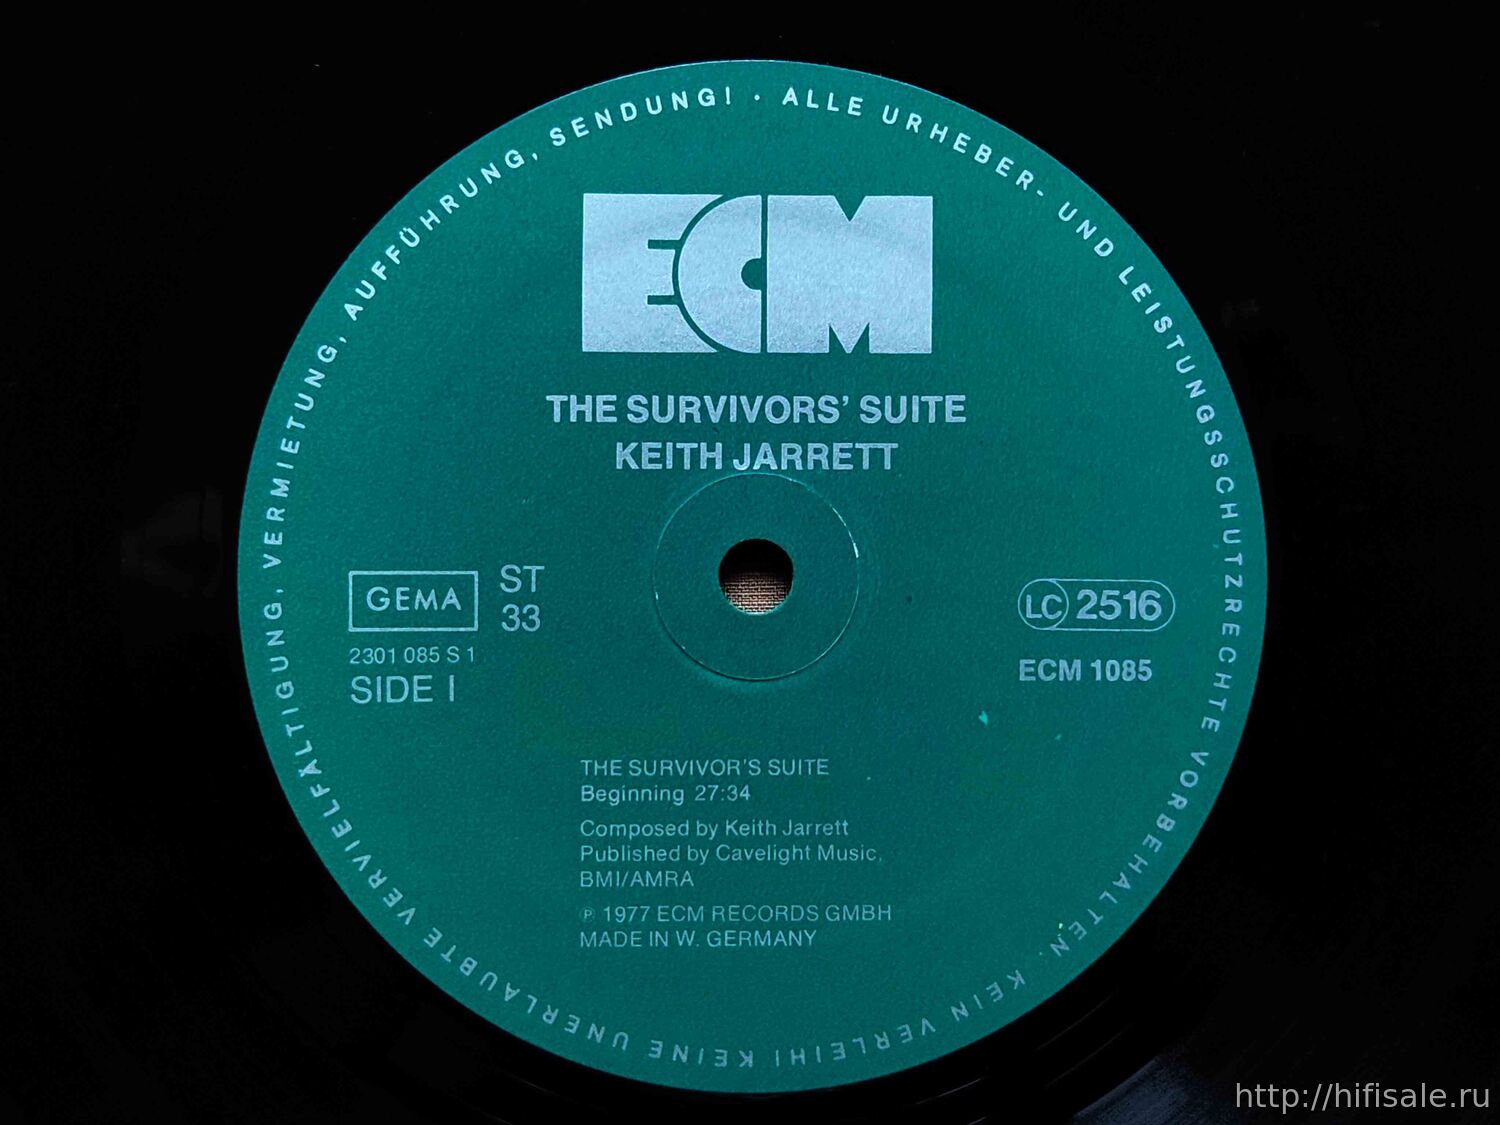 ALLE URHEBER- UND LEISTUNGSSCHUTZRECHTE VORBEHALTEN. KEIN VERLEIH! KEINE UNERLAUBTE VERVIELFÄLTIGUNG, VERMIETUNG, AUFFÜHRUNG, SENDUNG! ·
ECM
THE SURVIVORS' SUITE
KEITH JARRETT
GEMA
ST
33
2301 085 S 1
SIDE I
LC 2516
ECM 1085
THE SURVIVOR'S SUITE
Beginning 27:34
Composed by Keith Jarrett
Published by Cavelight Music,
BMI/AMRA
℗ 1977 ECM RECORDS GMBH
MADE IN W. GERMANY
http://hifisale.ru